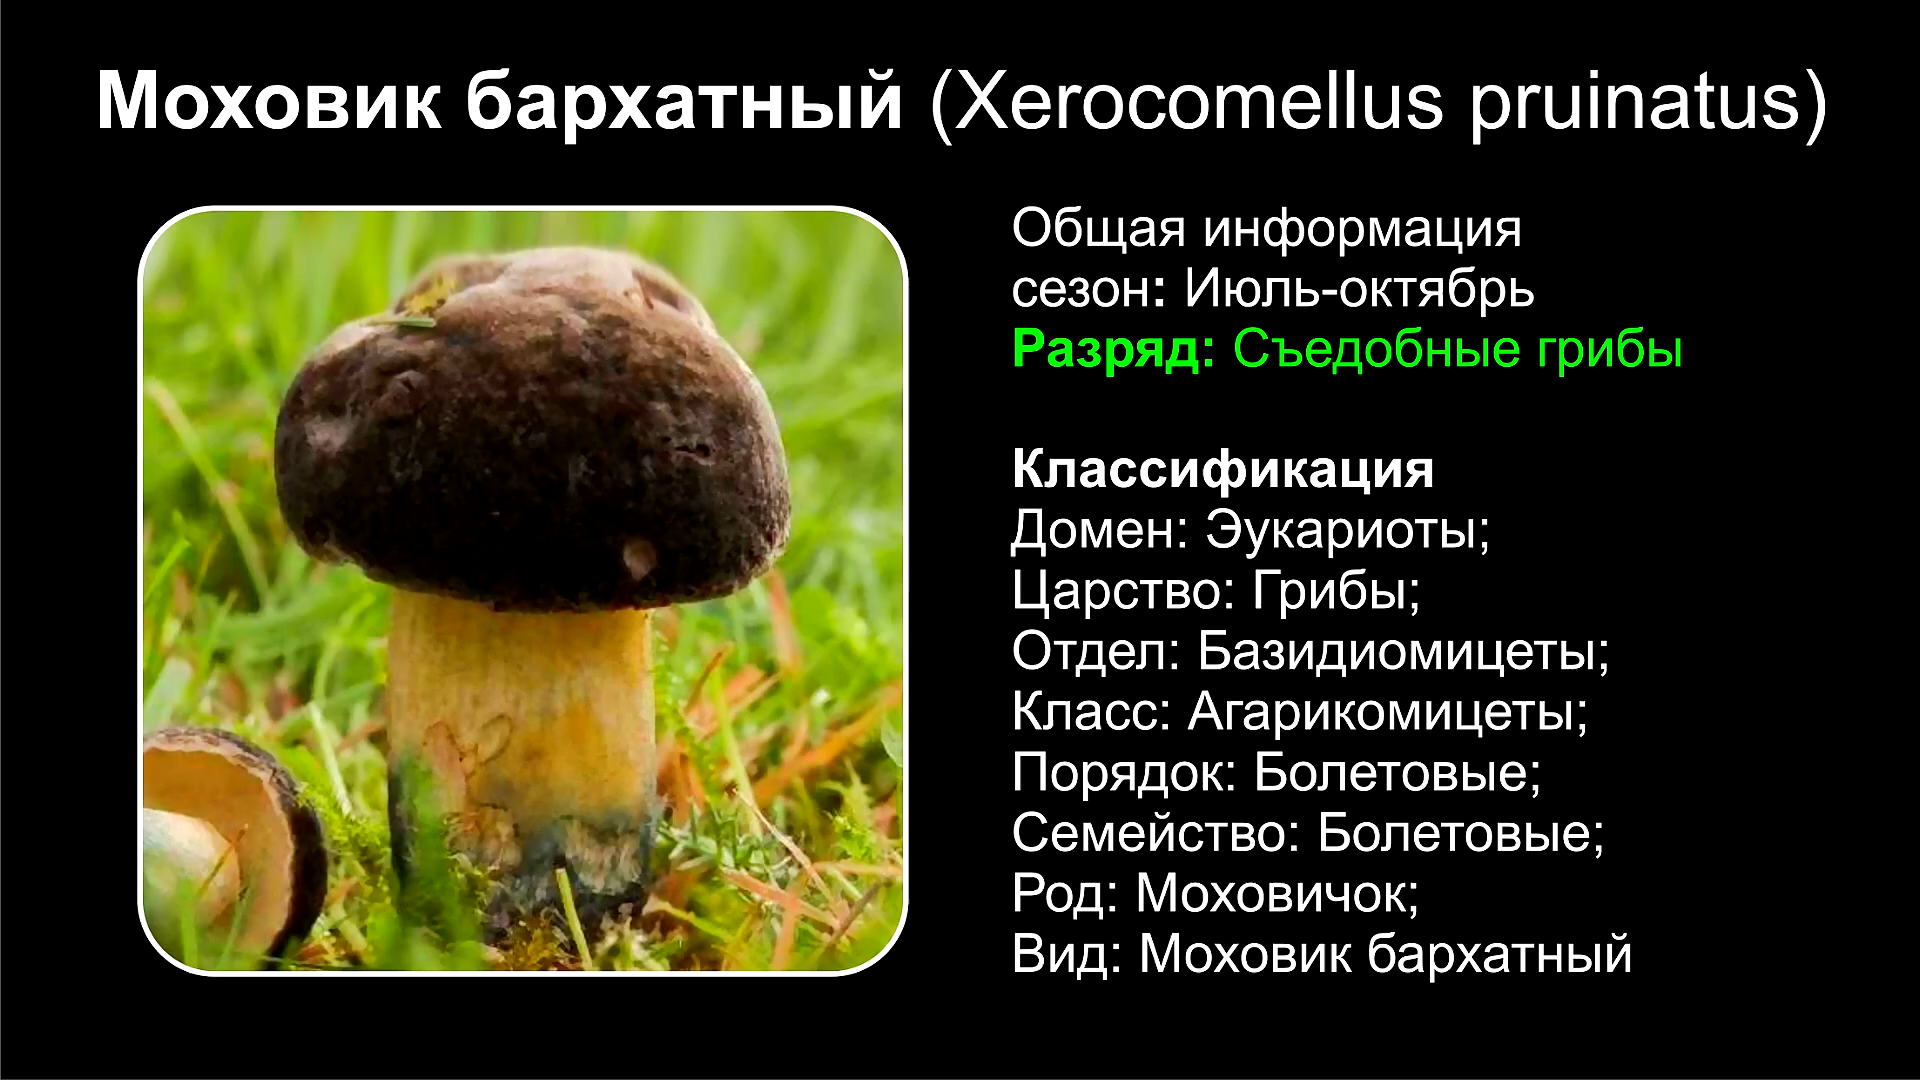 Моховик бархатный (Xerocomellus pruinatus)
Общая информация
сезон: Июль-октябрь
Разряд: Съедобные грибы
Классификация
Домен: Эукариоты;
Царство: Грибы;
Отдел: Базидиомицеты;
Класс: Агарикомицеты;
Порядок: Болетовые;
Семейство: Болетовые;
Род: Моховичок;
Вид: Моховик бархатный